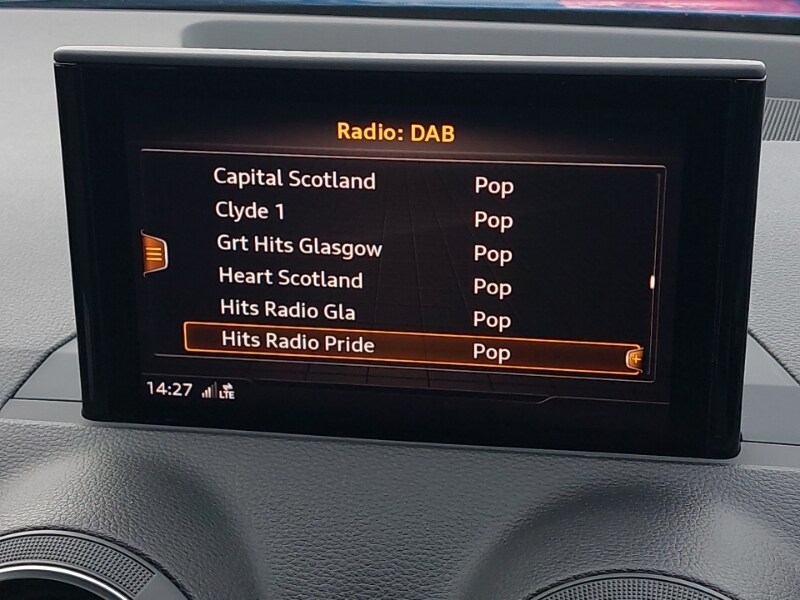 Radio: DAB
Capital Scotland Pop
Clyde 1 Pop
Grt Hits Glasgow Pop
Heart Scotland Pop
Hits Radio Gla Pop
Hits Radio Pride Pop
14:27 LTE